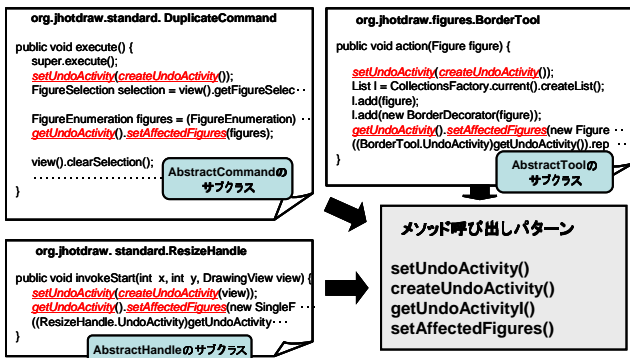 org.jhotdraw.standard. DuplicateCommand
public void execute() {
super.execute();
setUndoActivity(createUndoActivity());
FigureSelection selection = view().getFigureSelec‥
FigureEnumeration figures = (FigureEnumeration) ‥
getUndoActivity().setAffectedFigures(figures);
view().clearSelection;
‥‥‥‥‥‥‥‥‥‥‥
}
AbstractCommandの
サブクラス
org.jhotdraw.figures.BorderTool
public void action(Figure figure) {
setUndoActivity(createUndoActivity());
List l = CollectionsFactory.current().createList();
l.add(figure);
l.add(new BorderDecorator(figure));
getUndoActivity().setAffectedFigures(new Figure ‥
((BorderTool.UndoActivity)getUndoActivity()).rep ‥
}
AbstractToolの
サブクラス
org.jhotdraw. standard.ResizeHandle
public void invokeStart(int x, int y, DrawingView view) {
setUndoActivity(createUndoActivity(view));
getUndoActivity().setAffectedFigures(new SingleF ‥
((ResizeHandle.UndoActivity)getUndoActivity‥
}
AbstractHandleのサブクラス
メソッド呼び出しパターン
setUndoActivity()
createUndoActivity()
getUndoActivityI()
setAffectedFigures()